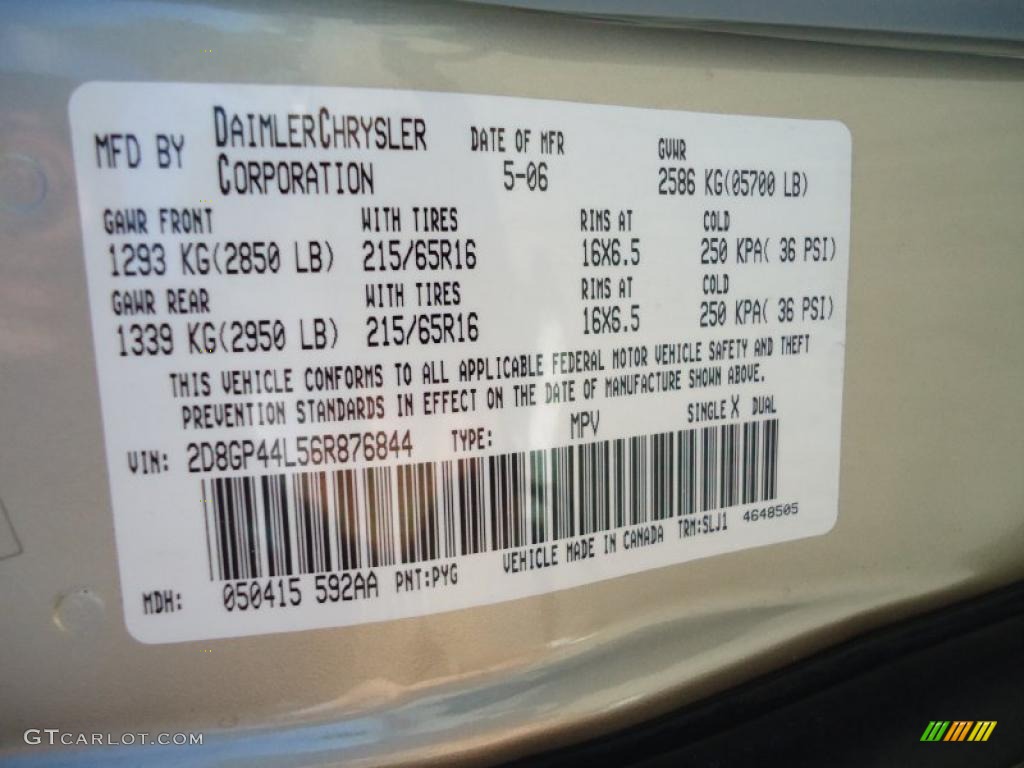 MFD BY DAIMLERCHRYSLER CORPORATION DATE OF MFR 5-06 GVWR 2586 KG(05700 LB)
GAWR FRONT WITH TIRES RIMS AT COLD
1293 KG(2850 LB) 215/65R16 16X6.5 250 KPA( 36 PSI)
GAWR REAR WITH TIRES RIMS AT COLD
1339 KG(2950 LB) 215/65R16 16X6.5 250 KPA( 36 PSI)
THIS VEHICLE CONFORMS TO ALL APPLICABLE FEDERAL MOTOR VEHICLE SAFETY AND THEFT
PREVENTION STANDARDS IN EFFECT ON THE DATE OF MANUFACTURE SHOWN ABOVE.
VIN: 2D8GP44L56R876844 TYPE: MPV SINGLE X DUAL
VEHICLE MADE IN CANADA TRM:SLJ1 4648505
MDH: 050415 592AA PNT:PYG
GTCARLOT.COM